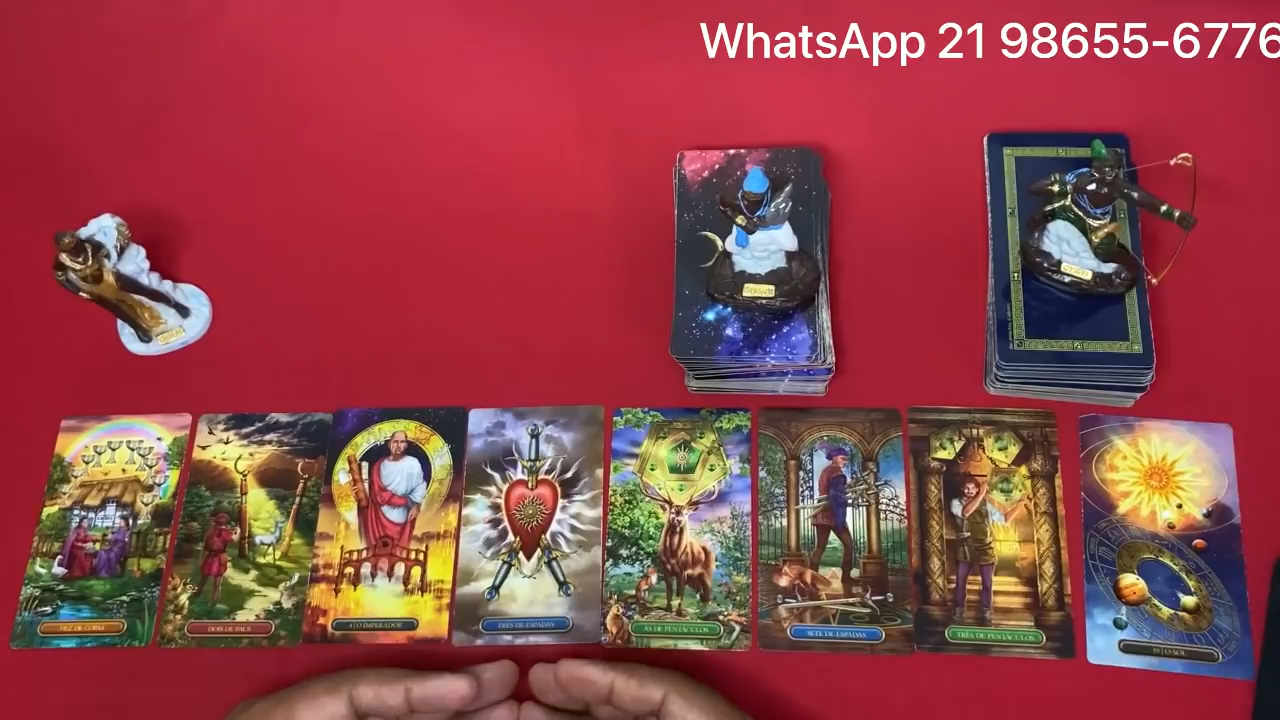 WhatsApp 21 98655-6776
DEZ DE COPAS
DOIS DE PAUS
4 | O IMPERADOR
TRÊS DE ESPADAS
ÁS DE PENTÁCULOS
SETE DE ESPADAS
TRÊS DE PENTÁCULOS
19 | O SOL